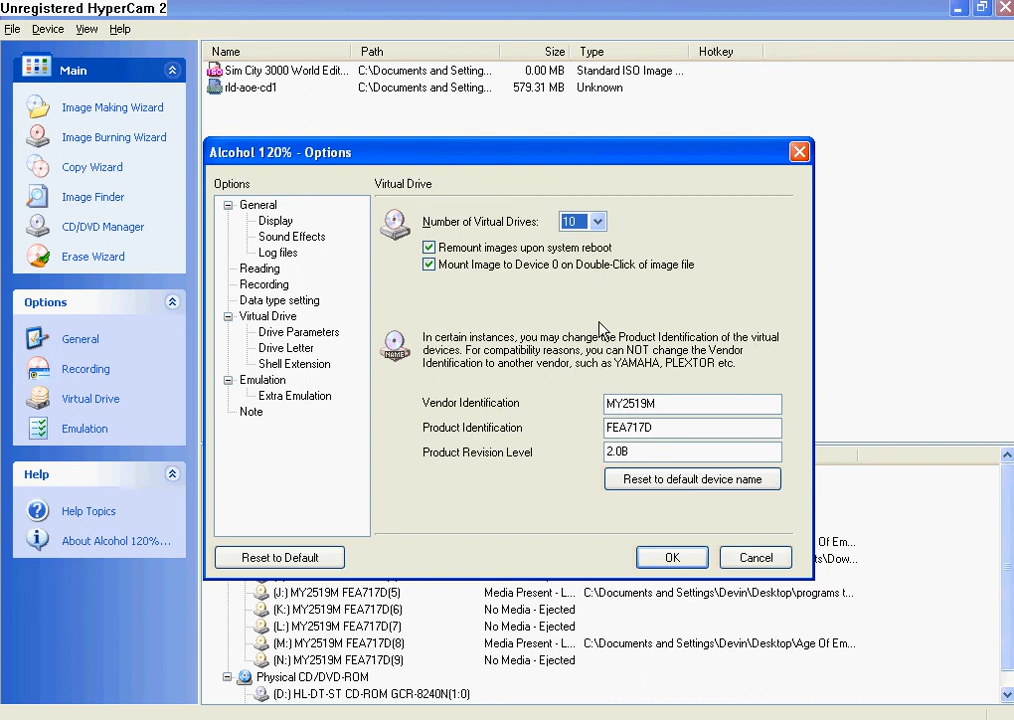 Unregistered HyperCam 2
File Device View Help
Name Path Size Type Hotkey
Main
Sim City 3000 World Edit... C:\Documents and Setting... 0.00 MB Standard ISO Image ...
rld-aoe-cd1 C:\Documents and Setting... 579.31 MB Unknown
Image Making Wizard
Image Burning Wizard
Copy Wizard
Image Finder
CD/DVD Manager
Erase Wizard
Options
General
Recording
Virtual Drive
Emulation
Help
Help Topics
About Alcohol 120%...
Alcohol 120% - Options
Options
General
Display
Sound Effects
Log files
Reading
Recording
Data type setting
Virtual Drive
Drive Parameters
Drive Letter
Shell Extension
Emulation
Extra Emulation
Note
Virtual Drive
Number of Virtual Drives: 10
Remount images upon system reboot
Mount Image to Device 0 on Double-Click of image file
In certain instances, you may change the Product Identification of the virtual
devices. For compatibility reasons, you can NOT change the Vendor
Identification to another vendor, such as YAMAHA, PLEXTOR etc.
Vendor Identification MY2519M
Product Identification FEA717D
Product Revision Level 2.0B
Reset to default device name
Reset to Default OK Cancel
Of Em...
ts\Dow...
(J:) MY2519M FEA717D(5) Media Present - L... C:\Documents and Settings\Devin\Desktop\programs t...
(K:) MY2519M FEA717D(6) No Media - Ejected
(L:) MY2519M FEA717D(7) No Media - Ejected
(M:) MY2519M FEA717D(8) Media Present - L... C:\Documents and Settings\Devin\Desktop\Age Of Em...
(N:) MY2519M FEA717D(9) No Media - Ejected
Physical CD/DVD-ROM
(D:) HL-DT-ST CD-ROM GCR-8240N(1:0)